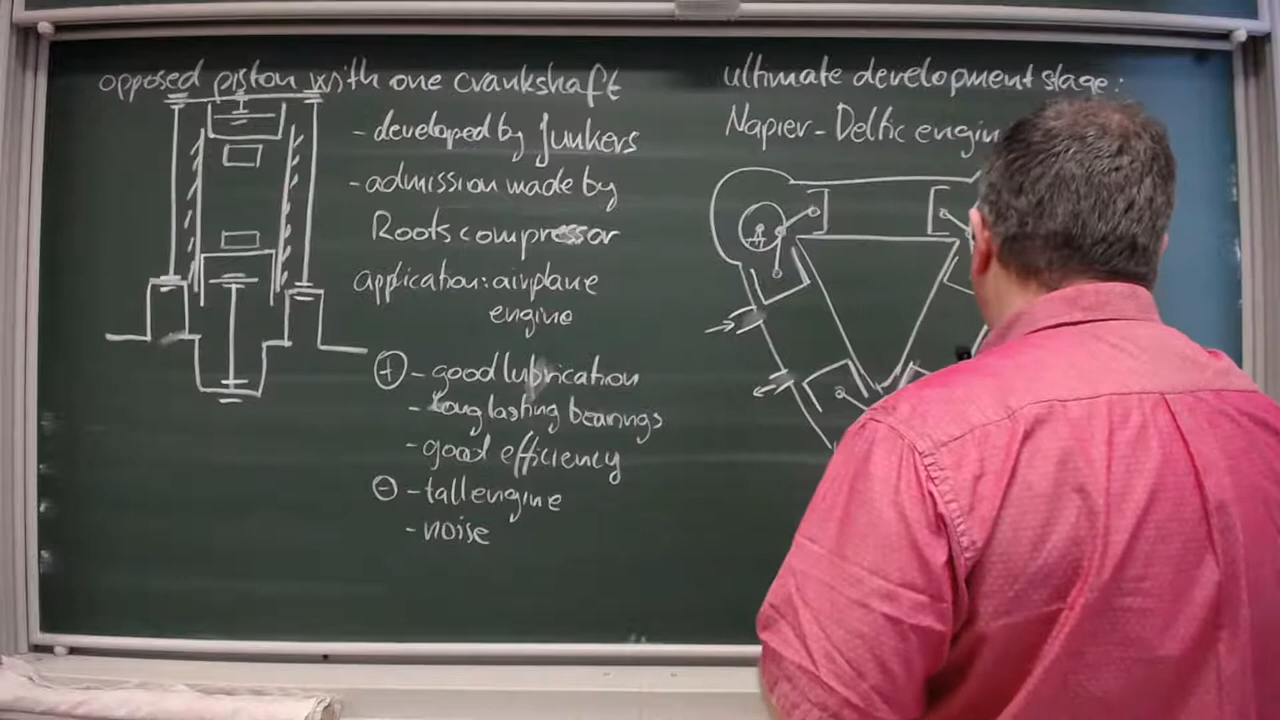 opposed piston with one crankshaft
- developed by Junkers
- admission made by
Roots compressor
application: airplane
engine
⊕ - good lubrication
- long lasting bearings
- good efficiency
⊖ - tall engine
- noise
ultimate development stage:
Napier - Deltic engin